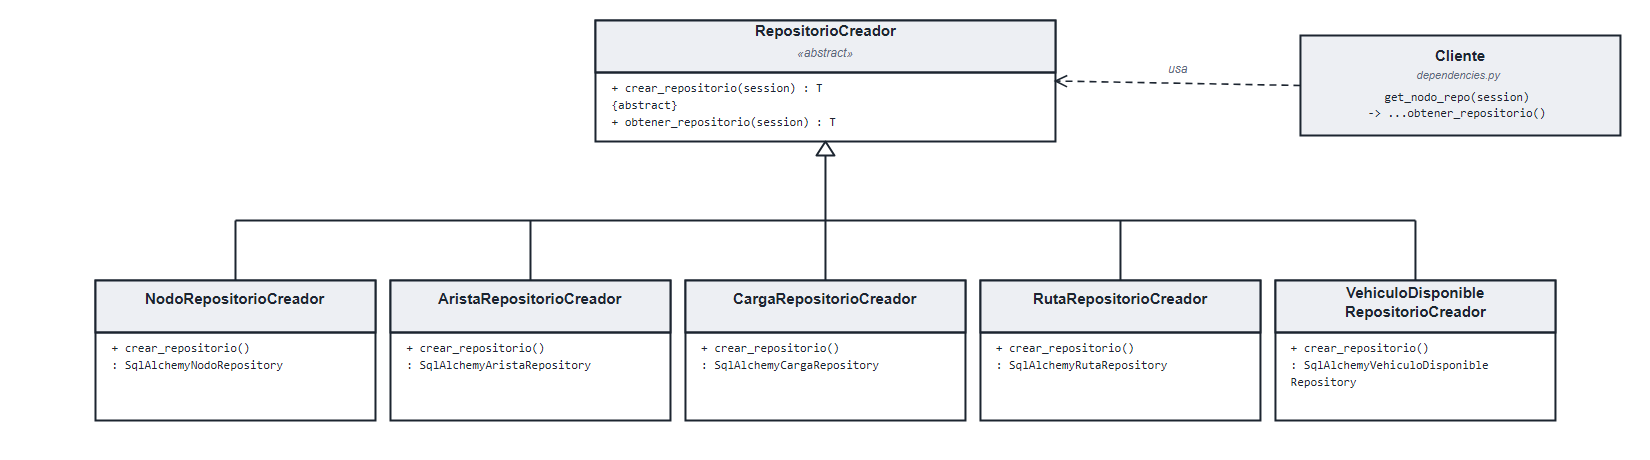 RepositorioCreador
«abstract»
+ crear_repositorio(session) : T
{abstract}
+ obtener_repositorio(session) : T
usa
Cliente
dependencies.py
get_nodo_repo(session)
-> ...obtener_repositorio()
NodoRepositorioCreador
+ crear_repositorio()
: SqlAlchemyNodoRepository
AristaRepositorioCreador
+ crear_repositorio()
: SqlAlchemyAristaRepository
CargaRepositorioCreador
+ crear_repositorio()
: SqlAlchemyCargaRepository
RutaRepositorioCreador
+ crear_repositorio()
: SqlAlchemyRutaRepository
VehiculoDisponible
RepositorioCreador
+ crear_repositorio()
: SqlAlchemyVehiculoDisponible
Repository